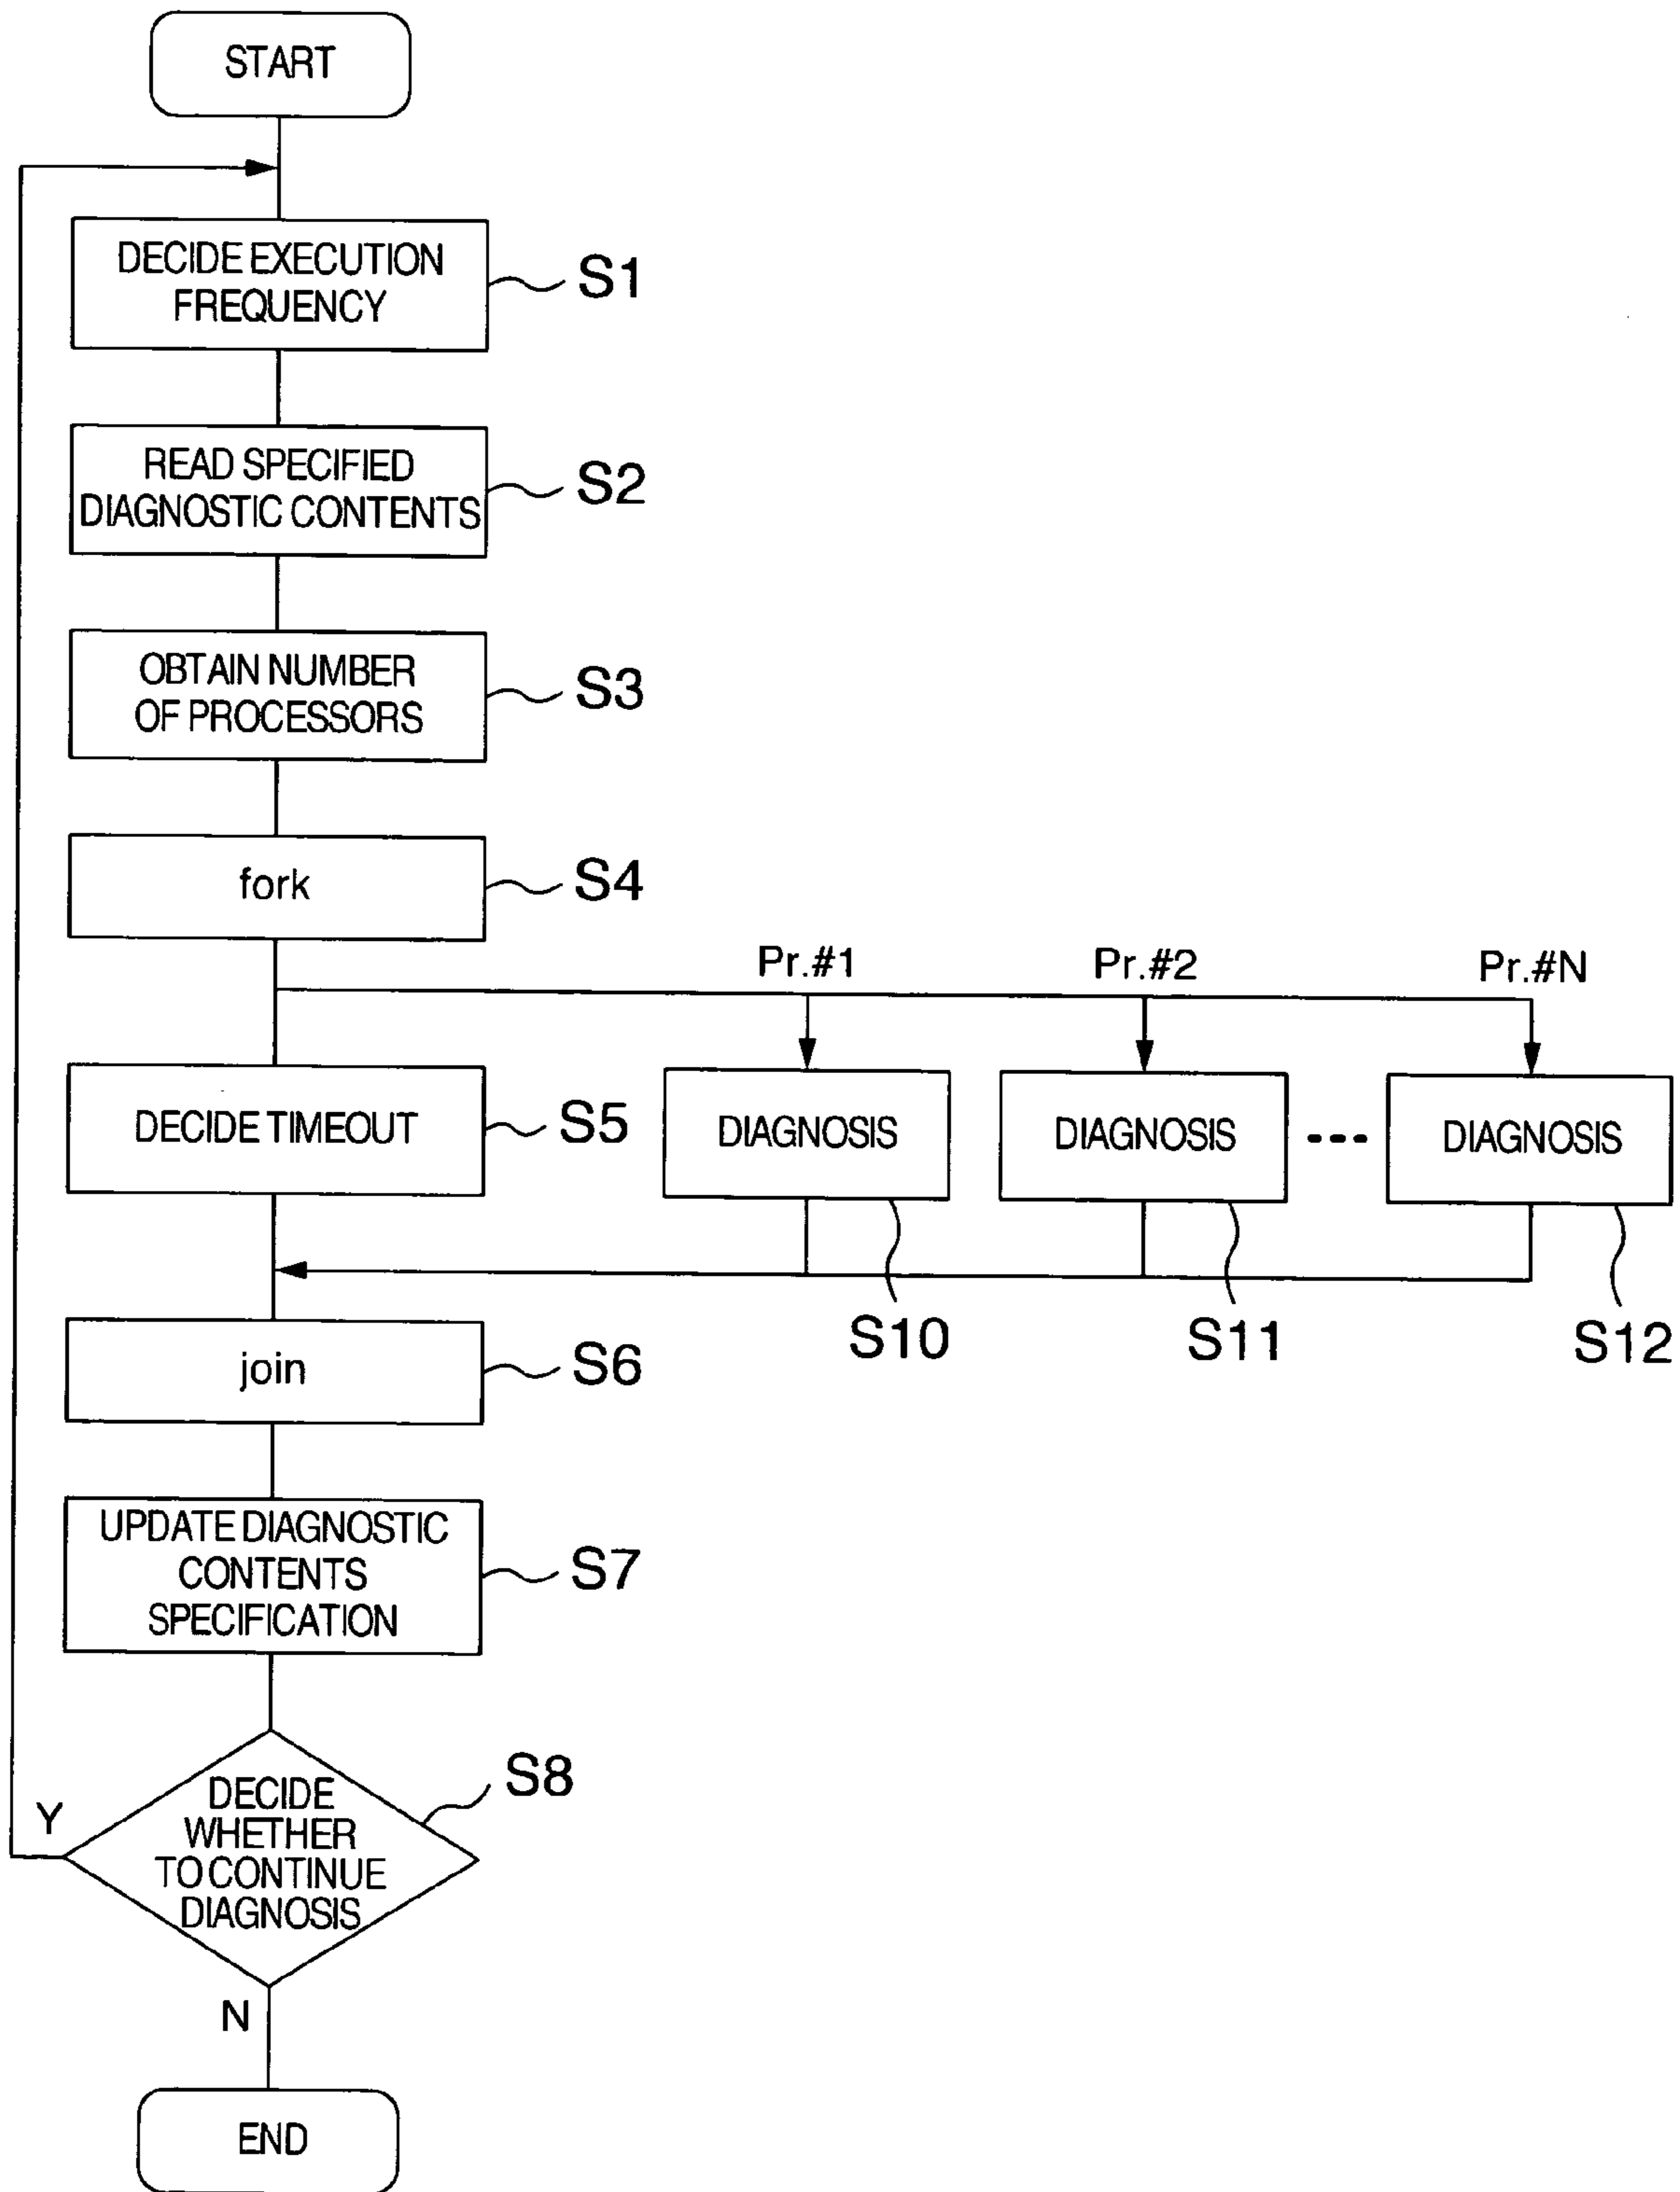 START
DECIDE EXECUTION
FREQUENCY
S1
READ SPECIFIED
DIAGNOSTIC CONTENTS
S2
OBTAIN NUMBER
OF PROCESSORS
S3
fork
S4
Pr.#1
Pr.#2
Pr.#N
DECIDE TIMEOUT
S5
DIAGNOSIS
DIAGNOSIS
DIAGNOSIS
S10
S11
S12
join
S6
UPDATE DIAGNOSTIC
CONTENTS
SPECIFICATION
S7
DECIDE
WHETHER
TO CONTINUE
DIAGNOSIS
S8
Y
N
END